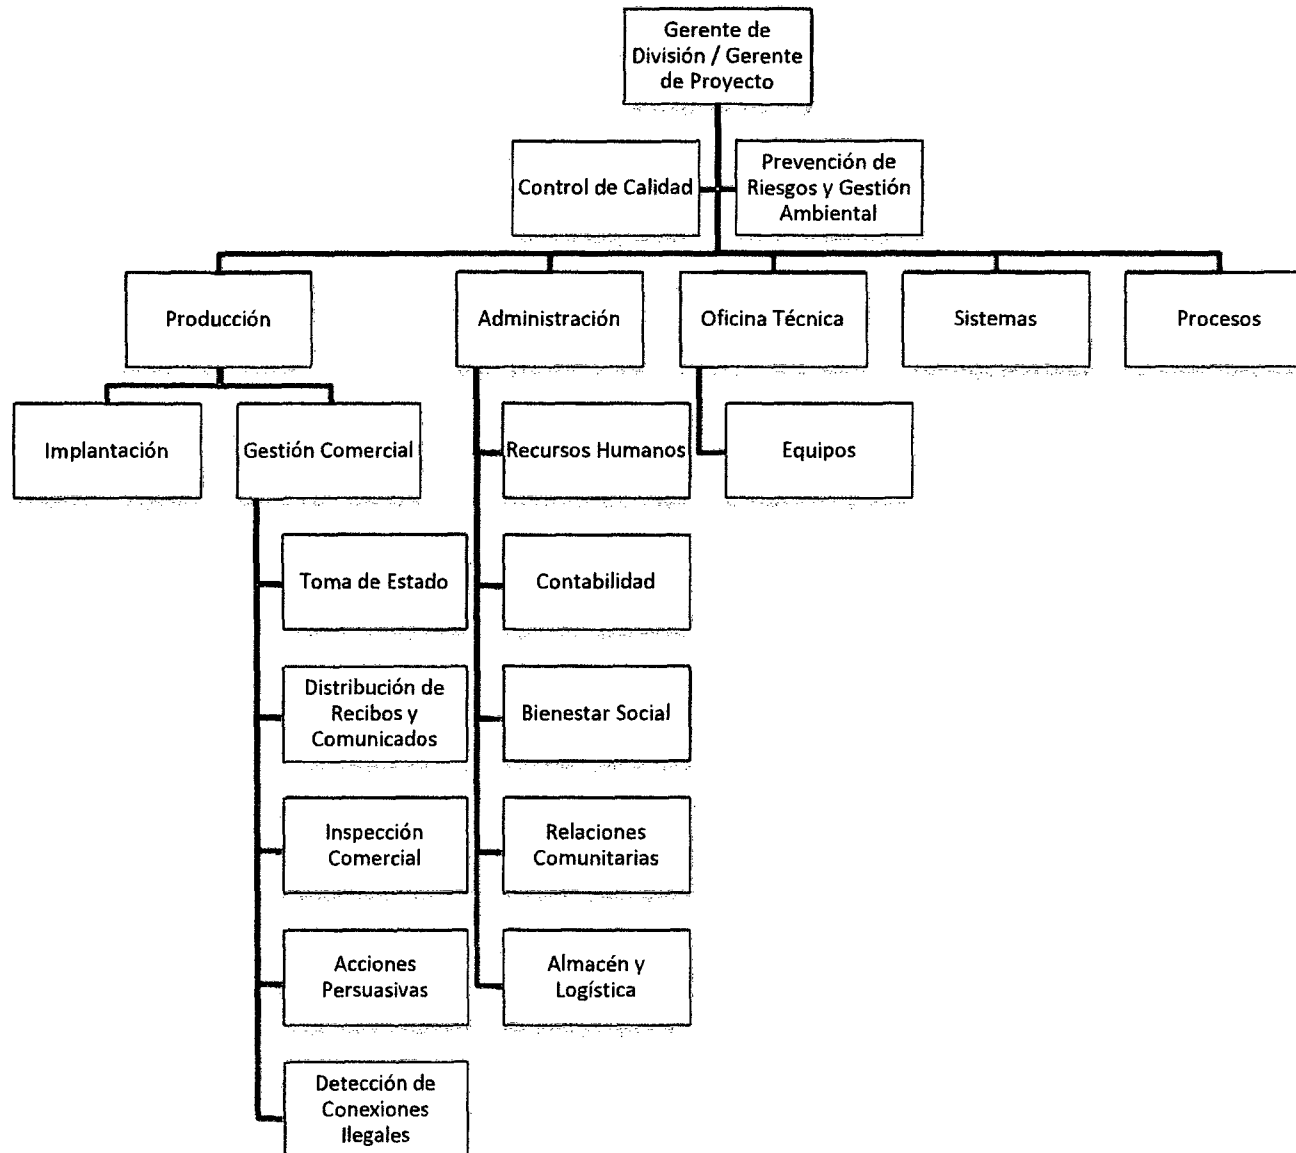 Gerente de
División / Gerente
de Proyecto
Control de Calidad
Prevención de
Riesgos y Gestión
Ambiental
Producción
Administración
Oficina Técnica
Sistemas
Procesos
Implantación
Gestión Comercial
Recursos Humanos
Equipos
Toma de Estado
Contabilidad
Distribución de
Recibos y
Comunicados
Bienestar Social
Inspección
Comercial
Relaciones
Comunitarias
Acciones
Persuasivas
Almacén y
Logística
Detección de
Conexiones
Ilegales